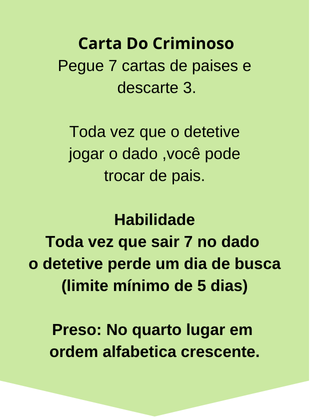 Carta Do Criminoso
Pegue 7 cartas de paises e
descarte 3.
Toda vez que o detetive
jogar o dado ,você pode
trocar de pais.
Habilidade
Toda vez que sair 7 no dado
o detetive perde um dia de busca
(limite mínimo de 5 dias)
Preso: No quarto lugar em
ordem alfabetica crescente.